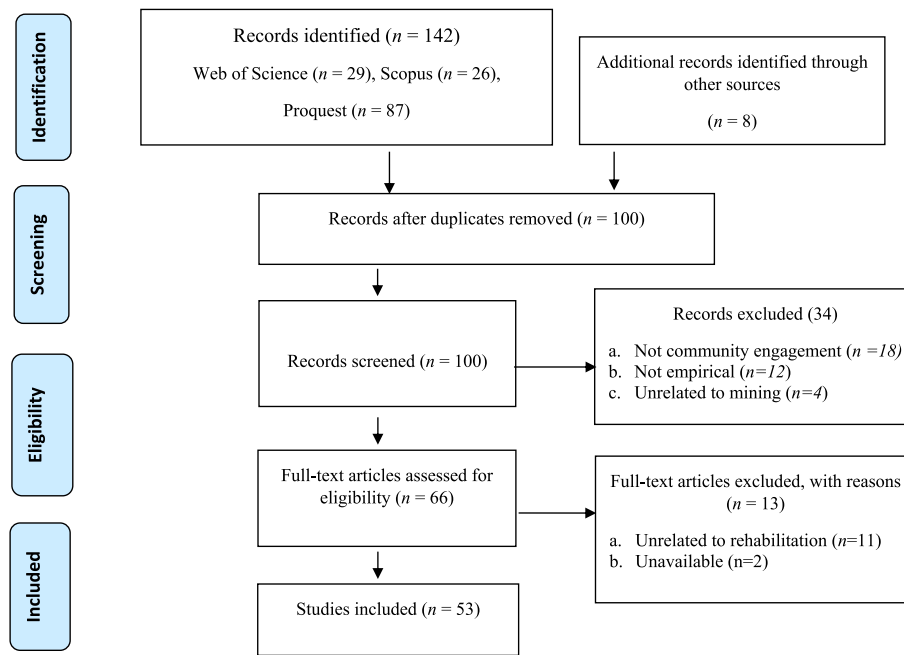 Identification
Records identified (n = 142)
Web of Science (n = 29), Scopus (n = 26),
Proquest (n = 87)
Additional records identified through
other sources
(n = 8)
Screening
Records after duplicates removed (n = 100)
Records screened (n = 100)
Records excluded (34)
a. Not community engagement (n =18)
b. Not empirical (n=12)
c. Unrelated to mining (n=4)
Eligibility
Full-text articles assessed for
eligibility (n = 66)
Full-text articles excluded, with reasons
(n = 13)
a. Unrelated to rehabilitation (n=11)
b. Unavailable (n=2)
Included
Studies included (n = 53)